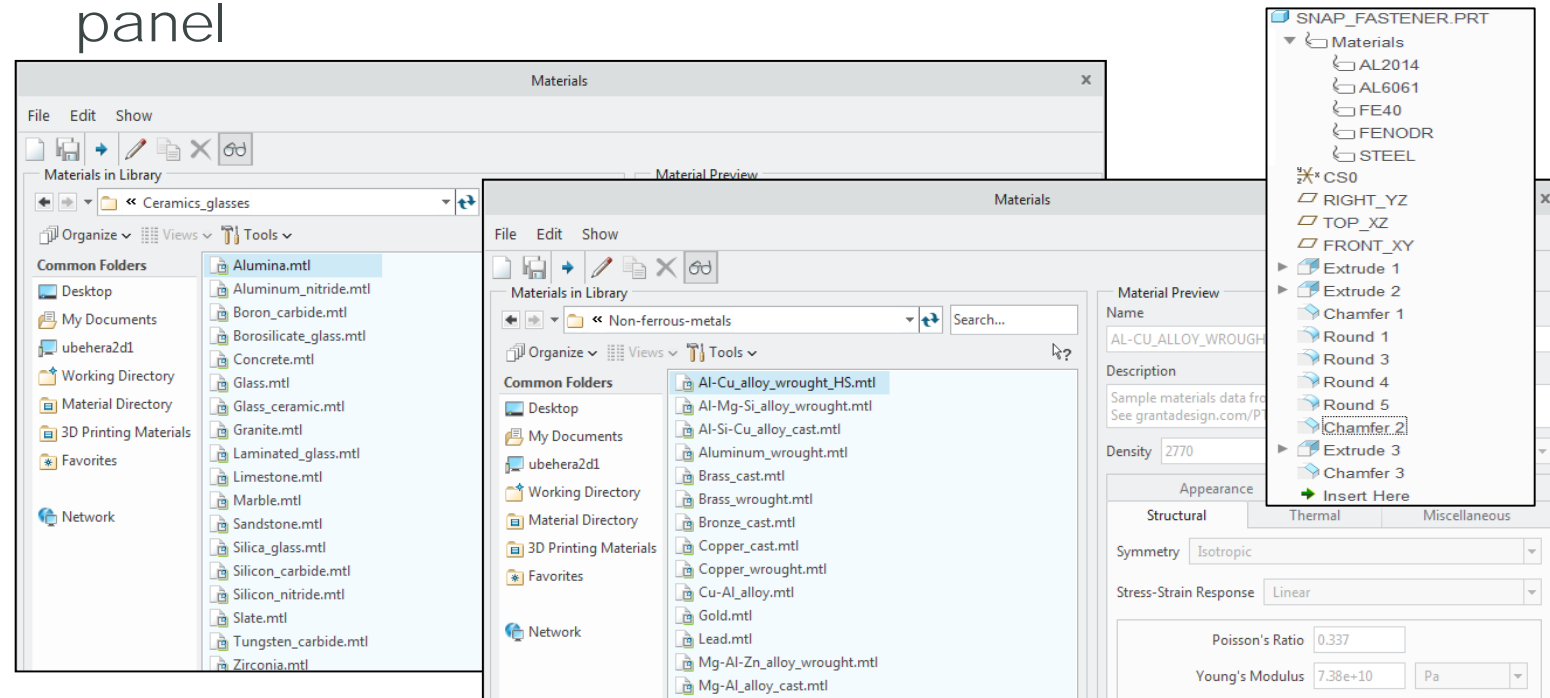 panel
Materials
x
File Edit Show
Materials in Library
Material Preview
« Ceramics_glasses
Organize Views Tools
Common Folders
Desktop
My Documents
ubehera2d1
Working Directory
Material Directory
3D Printing Materials
Favorites
Network
Alumina.mtl
Aluminum_nitride.mtl
Boron_carbide.mtl
Borosilicate_glass.mtl
Concrete.mtl
Glass.mtl
Glass_ceramic.mtl
Granite.mtl
Laminated_glass.mtl
Limestone.mtl
Marble.mtl
Sandstone.mtl
Silica_glass.mtl
Silicon_carbide.mtl
Silicon_nitride.mtl
Slate.mtl
Tungsten_carbide.mtl
Zirconia.mtl
Materials
x
File Edit Show
Materials in Library
« Non-ferrous-metals
Search...
Organize Views Tools
?
Common Folders
Desktop
My Documents
ubehera2d1
Working Directory
Material Directory
3D Printing Materials
Favorites
Network
Al-Cu_alloy_wrought_HS.mtl
Al-Mg-Si_alloy_wrought.mtl
Al-Si-Cu_alloy_cast.mtl
Aluminum_wrought.mtl
Brass_cast.mtl
Brass_wrought.mtl
Bronze_cast.mtl
Copper_cast.mtl
Copper_wrought.mtl
Cu-Al_alloy.mtl
Gold.mtl
Lead.mtl
Mg-Al-Zn_alloy_wrought.mtl
Mg-Al_alloy_cast.mtl
Material Preview
Name
AL-CU_ALLOY_WROUGH
Description
Sample materials data fro
See grantadesign.com/PT
Density 2770
Appearance
Structural Thermal Miscellaneous
Symmetry Isotropic
Stress-Strain Response Linear
Poisson's Ratio 0.337
Young's Modulus 7.38e+10 Pa
SNAP_FASTENER.PRT
Materials
AL2014
AL6061
FE40
FENODR
STEEL
CS0
RIGHT_YZ
TOP_XZ
FRONT_XY
Extrude 1
Extrude 2
Chamfer 1
Round 1
Round 3
Round 4
Round 5
Chamfer 2
Extrude 3
Chamfer 3
Insert Here